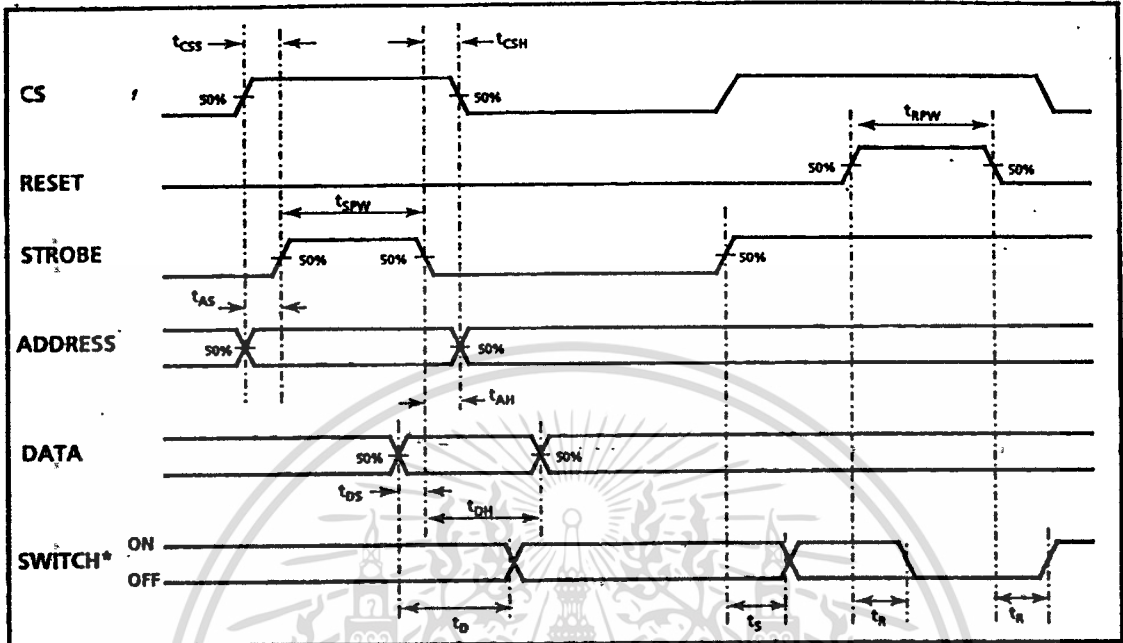 tCSS
tCSH
CS
50%
50%
tRPW
RESET
50%
50%
tSPW
STROBE
50%
50%
50%
tAS
ADDRESS
50%
50%
tAH
DATA
50%
50%
tDS
tDH
SWITCH*
ON
OFF
tD
tS
tR
tR